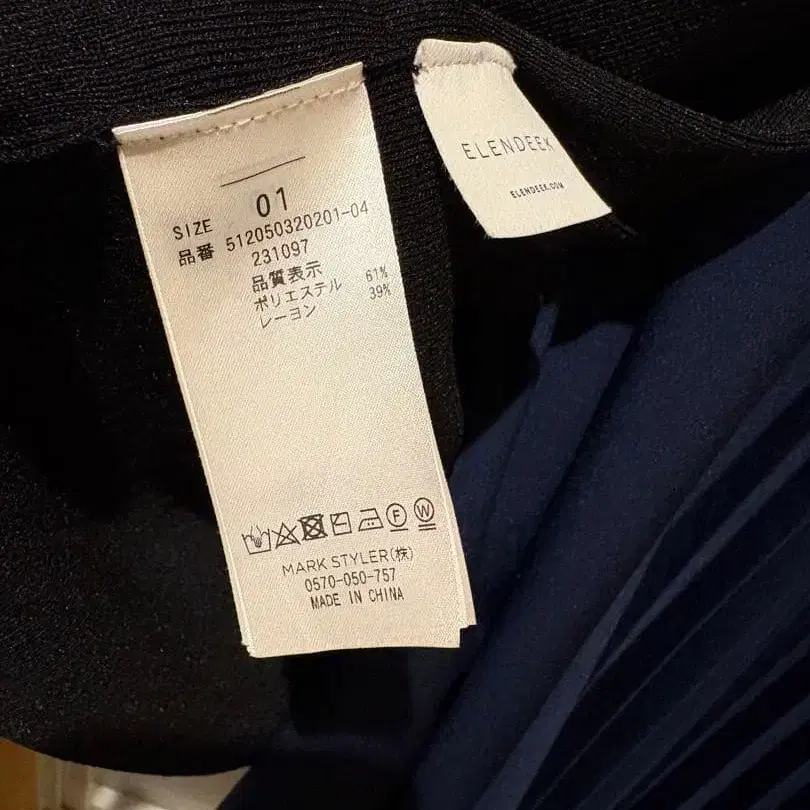 SIZE 01
品番 512050320201-04
231097
品質表示
ポリエステル 61%
レーヨン 39%
F W
MARK STYLER(株)
0570-050-757
MADE IN CHINA
ELENDEEK
ELENDEEK.COM